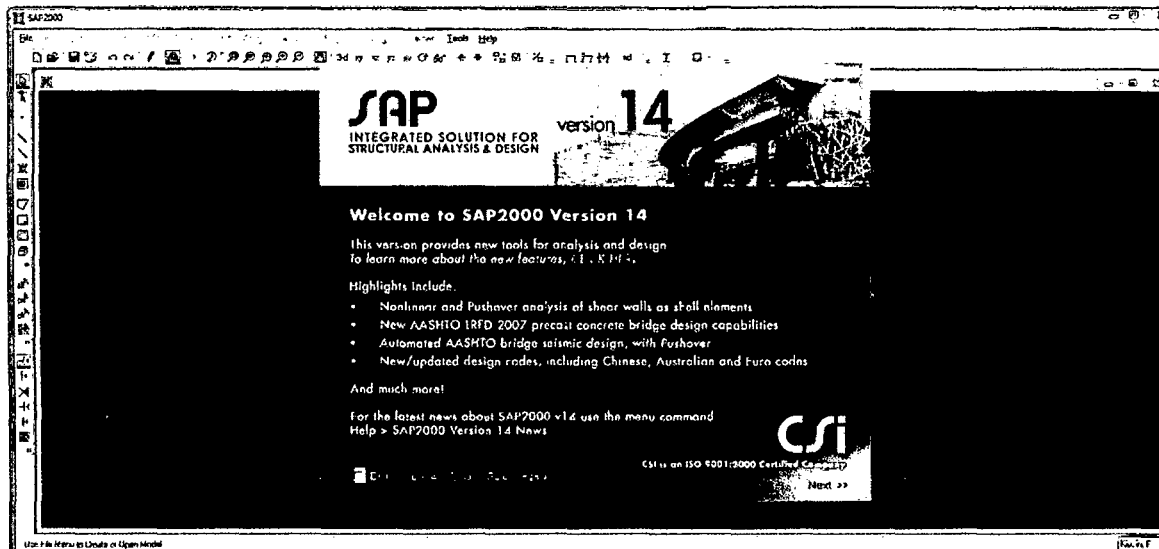 SAP2000
File Tools Help
SAP
INTEGRATED SOLUTION FOR
STRUCTURAL ANALYSIS & DESIGN
version 14
Welcome to SAP2000 Version 14
This version provides new tools for analysis and design
To learn more about the new features,
Highlights Include.
• Nonlinear and Pushover analysis of shear walls as shell elements
• New AASHTO LRFD 2007 precast concrete bridge design capabilities
• Automated AASHTO bridge seismic design, with Pushover
• New/updated design codes, including Chinese, Australian and Euro codes
And much more!
For the latest news about SAP2000 v14 use the menu command
Help > SAP2000 Version 14 News
CSi
CSI is an ISO 9001:2000 Certified Company
Next >>
Use File Menu to Create or Open Model